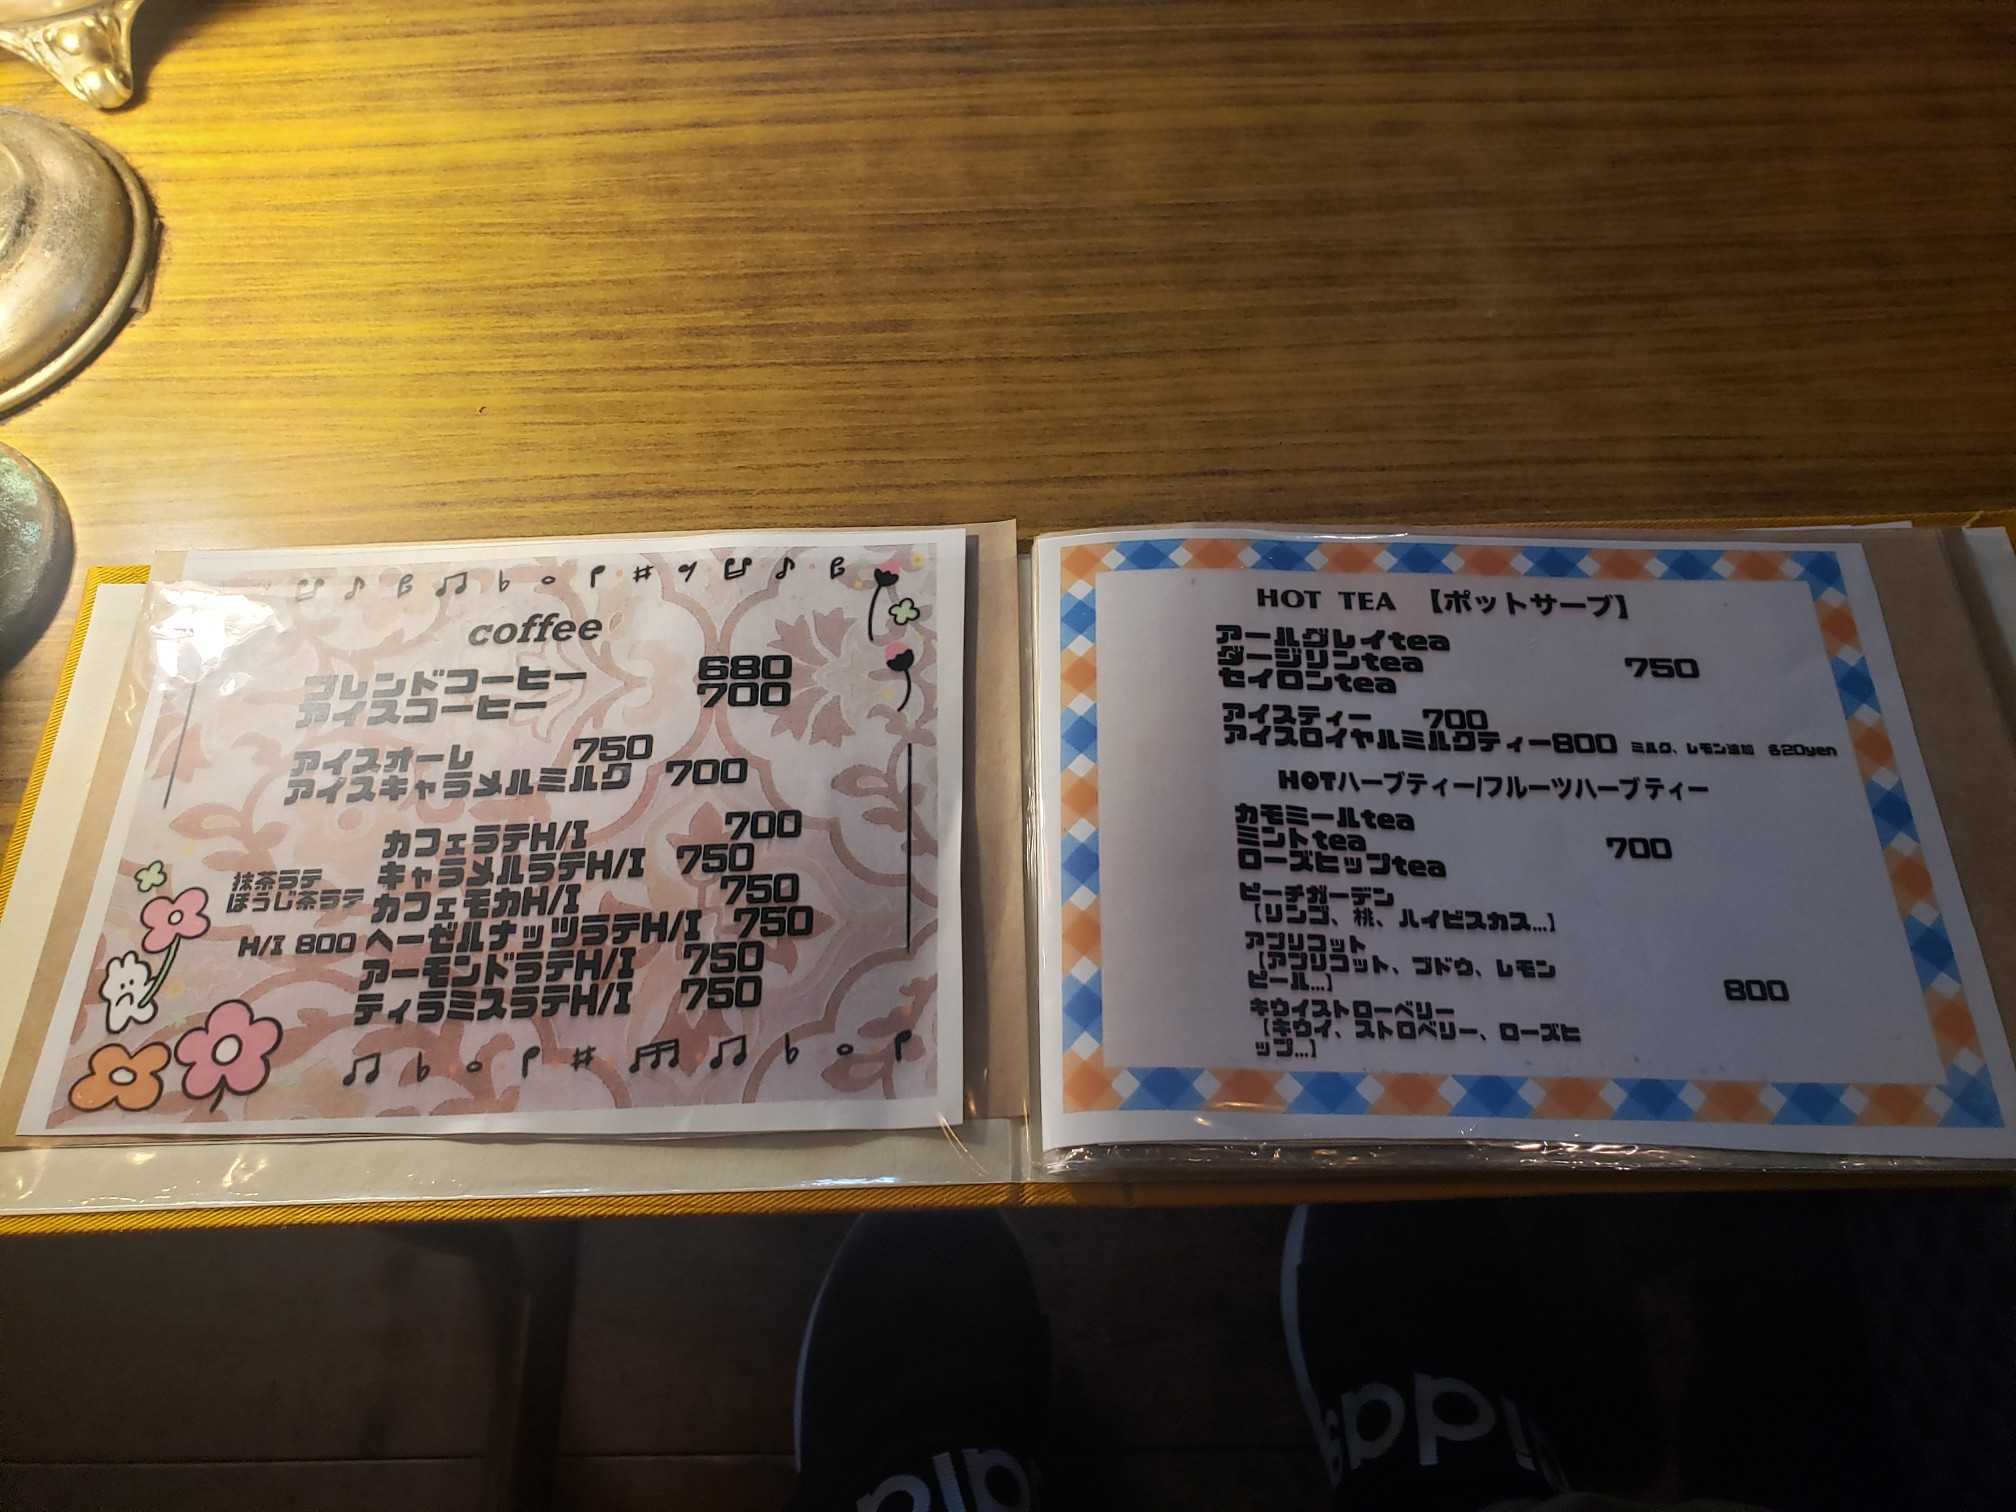 coffee
ブレンドコーヒー 680
アイスコーヒー 700
アイスオーレ 750
アイスキャラメルミルク 700
カフェラテH/I 700
キャラメルラテH/I 750
カフェモカH/I 750
ヘーゼルナッツラテH/I 750
アーモンドラテH/I 750
ティラミスラテH/I 750
抹茶ラテ
ほうじ茶ラテ
H/I 800
HOT TEA 【ポットサーブ】
アールグレイtea
ダージリンtea 750
セイロンtea
アイスティー 700
アイスロイヤルミルクティー800 ミルク、レモン追加 &20yen
HOTハーブティー/フルーツハーブティー
カモミールtea
ミントtea 700
ローズヒップtea
ピーチガーデン
【リンゴ、桃、ハイビスカス...】
アプリコット
【アプリコット、ブドウ、レモン
ピール...】
800
キウイストローベリー
【キウイ、ストロベリー、ローズヒ
ップ...】